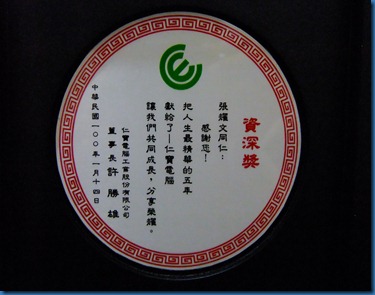 資深獎
張耀文同仁：
感謝您！
把人生最精華的五年
獻給了—仁寶電腦
讓我們共同成長，分享榮耀。
仁寶電腦工業股份有限公司
董事長許勝雄
中華民國一〇〇年一月十四日